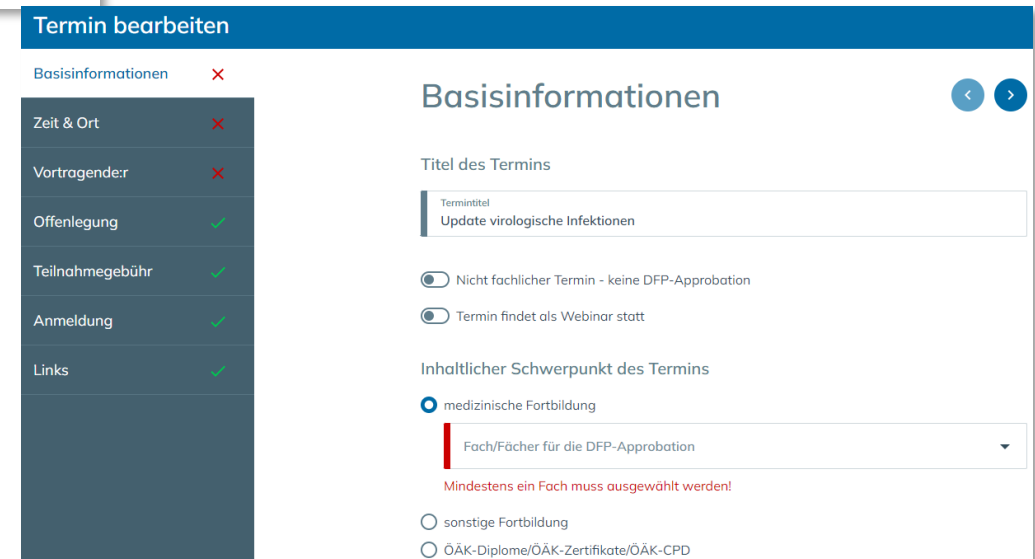 Termin bearbeiten
Basisinformationen
Zeit & Ort
Vortragende:r
Offenlegung
Teilnahmegebühr
Anmeldung
Links
Basisinformationen
Titel des Termins
Termintitel
Update virologische Infektionen
Nicht fachlicher Termin - keine DFP-Approbation
Termin findet als Webinar statt
Inhaltlicher Schwerpunkt des Termins
medizinische Fortbildung
Fach/Fächer für die DFP-Approbation
Mindestens ein Fach muss ausgewählt werden!
sonstige Fortbildung
ÖÄK-Diplome/ÖÄK-Zertifikate/ÖÄK-CPD